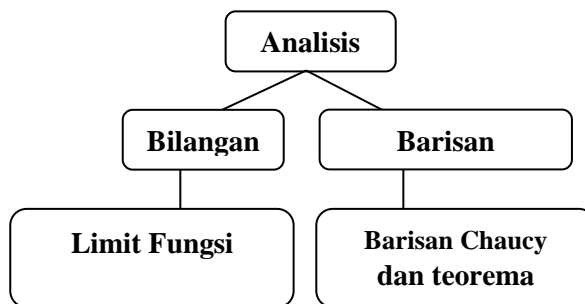 Analisis
Bilangan
Barisan
Limit Fungsi
Barisan Chaucy
dan teorema